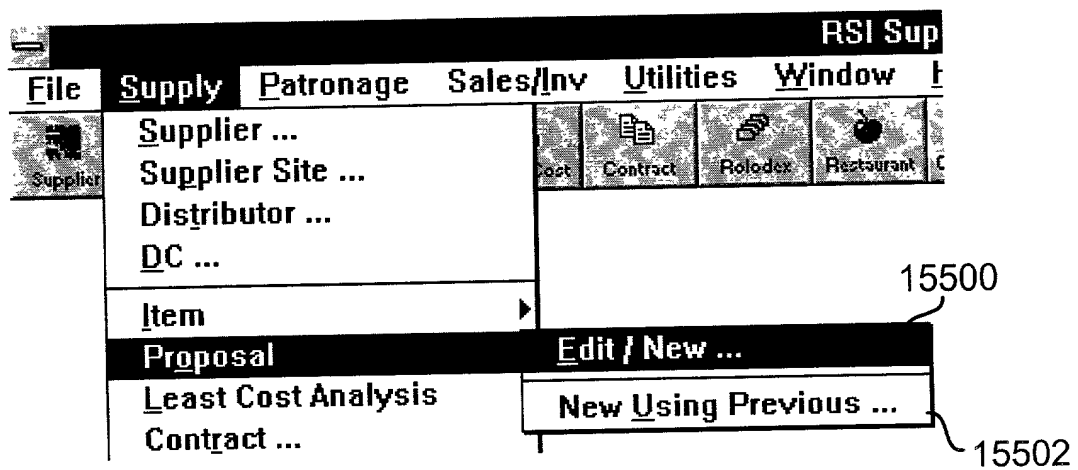 RSI Sup
File Supply Patronage Sales/Inv Utilities Window H
Supplier Cost Contract Rolodex Restaurant C
Supplier ...
Supplier Site ...
Distributor ...
DC ...
15500
Item
Proposal Edit / New ...
Least Cost Analysis New Using Previous ...
Contract ...
15502